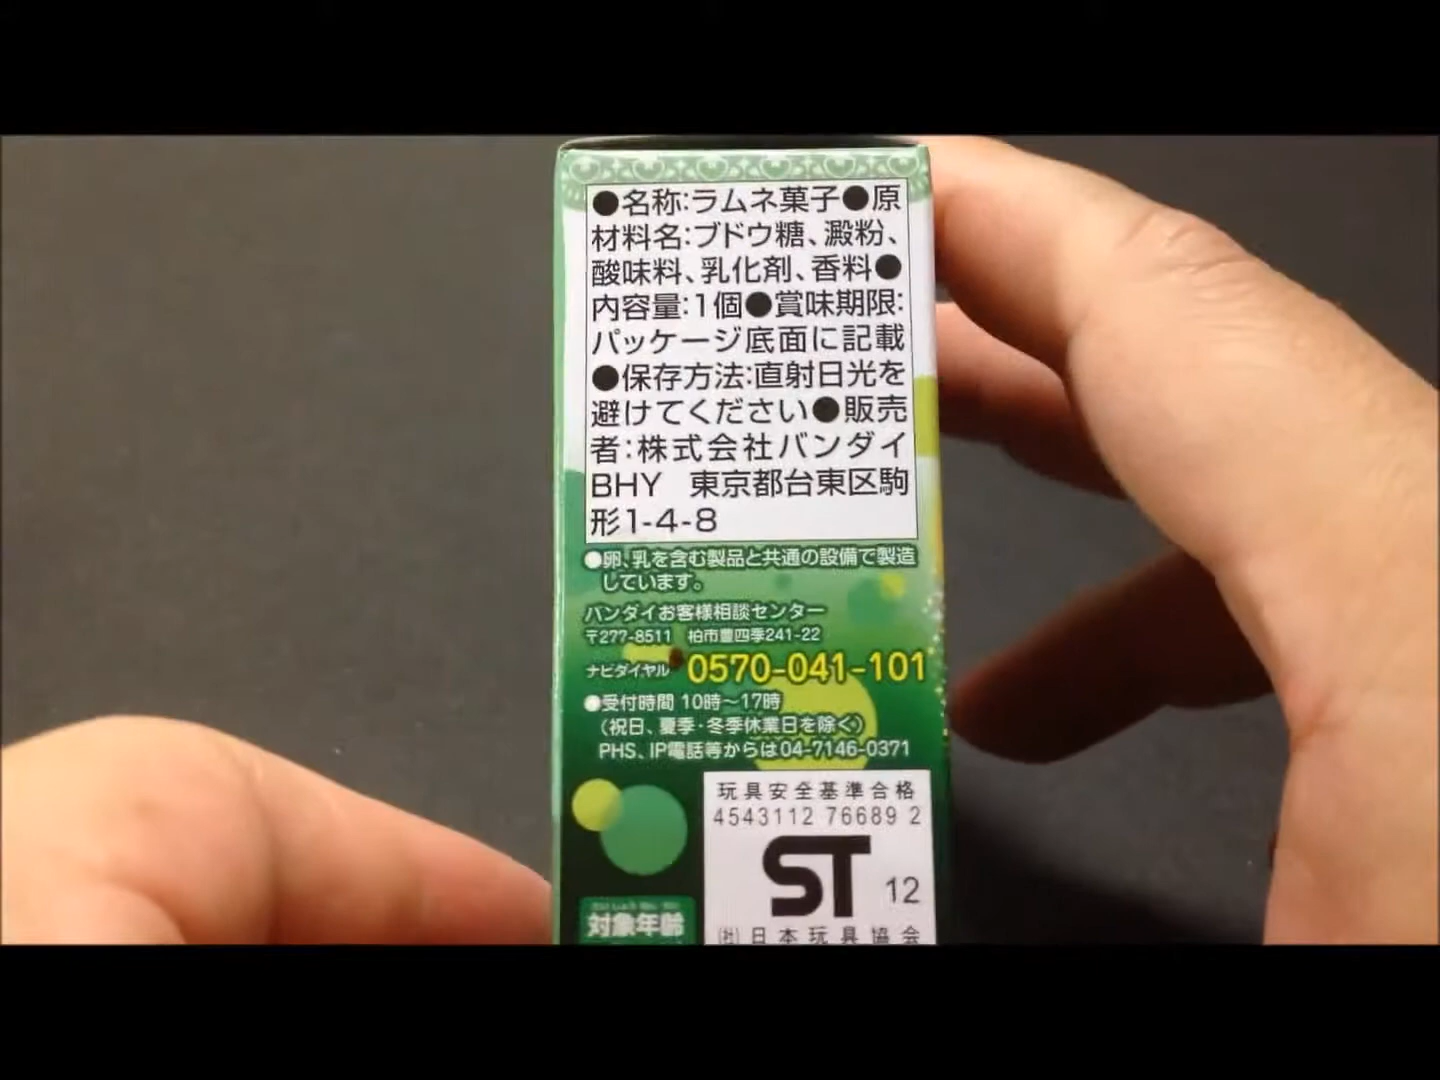 ●名称:ラムネ菓子●原
材料名:ブドウ糖、澱粉、
酸味料、乳化剤、香料●
内容量:1個●賞味期限:
パッケージ底面に記載
●保存方法:直射日光を
避けてください●販売
者:株式会社バンダイ
BHY 東京都台東区駒
形1-4-8
●卵、乳を含む製品と共通の設備で製造
しています。
バンダイお客様相談センター
〒277-8511 柏市豊四季241-22
ナビダイヤル 0570-041-101
●受付時間 10時〜17時
(祝日、夏季・冬季休業日を除く)
PHS、IP電話等からは04-7146-0371
玩具安全基準合格
4543112 76689 2
ST 12
(社)日本玩具協会
対象年齢